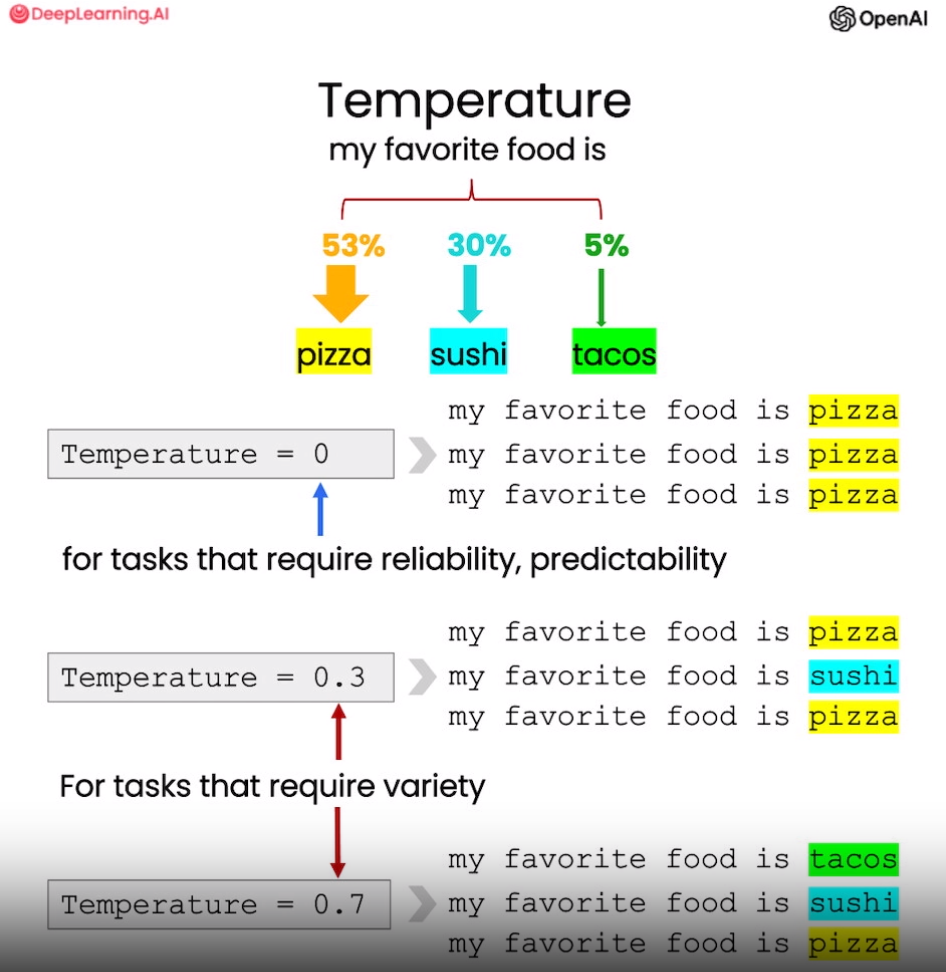 DeepLearning.AI
OpenAI
Temperature
my favorite food is
53% 30% 5%
pizza sushi tacos
my favorite food is pizza
Temperature = 0 my favorite food is pizza
my favorite food is pizza
for tasks that require reliability, predictability
my favorite food is pizza
Temperature = 0.3 my favorite food is sushi
my favorite food is pizza
For tasks that require variety
my favorite food is tacos
Temperature = 0.7 my favorite food is sushi
my favorite food is pizza